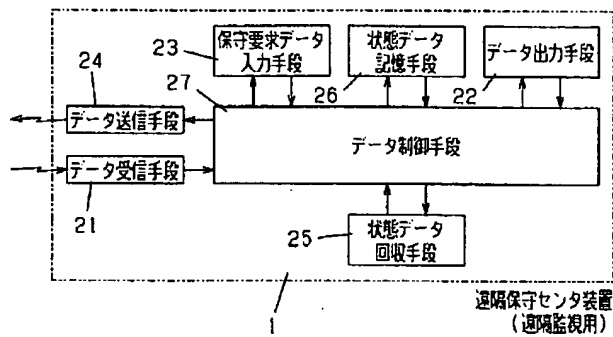 23
保守要求データ
入力手段
状態データ
記憶手段
26
データ出力手段
22
24
27
データ送信手段
データ制御手段
データ受信手段
21
25
状態データ
回収手段
1
遠隔保守センタ装置
(遠隔監視用)